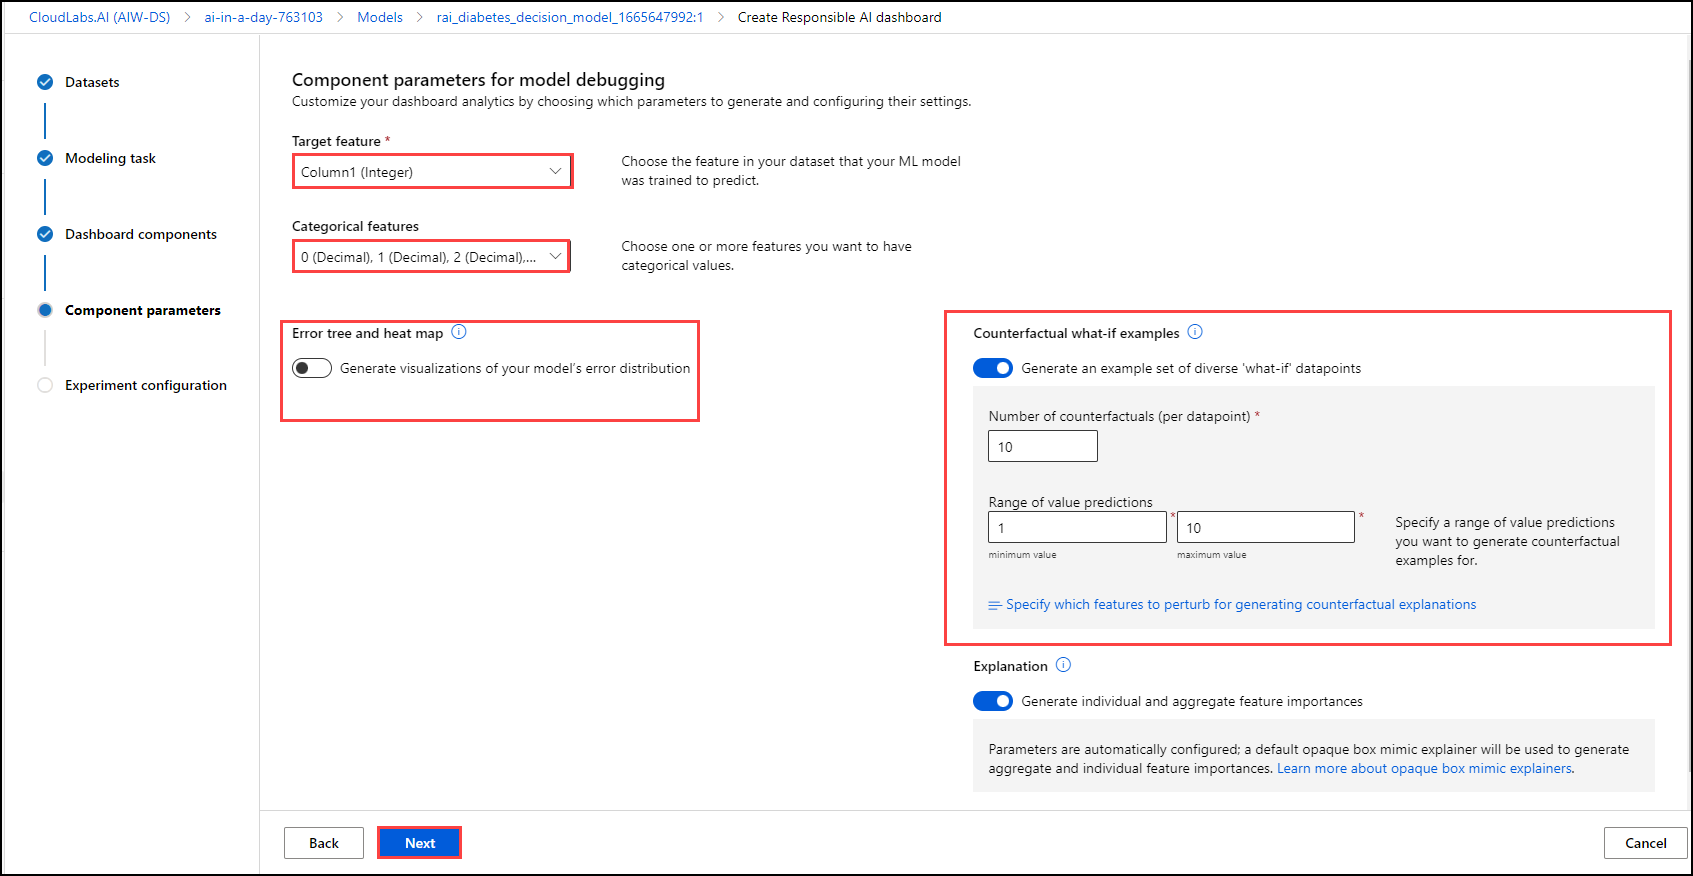 CloudLabs.AI (AIW-DS) > ai-in-a-day-763103 > Models > rai_diabetes_decision_model_1665647992:1 > Create Responsible AI dashboard
Datasets
Modeling task
Dashboard components
Component parameters
Experiment configuration
Component parameters for model debugging
Customize your dashboard analytics by choosing which parameters to generate and configuring their settings.
Target feature *
Column1 (Integer)
Choose the feature in your dataset that your ML model
was trained to predict.
Categorical features
0 (Decimal), 1 (Decimal), 2 (Decimal),...
Choose one or more features you want to have
categorical values.
Error tree and heat map
Generate visualizations of your model's error distribution
Counterfactual what-if examples
Generate an example set of diverse 'what-if' datapoints
Number of counterfactuals (per datapoint) *
10
Range of value predictions
1 *
10 *
minimum value
maximum value
Specify a range of value predictions
you want to generate counterfactual
examples for.
Specify which features to perturb for generating counterfactual explanations
Explanation
Generate individual and aggregate feature importances
Parameters are automatically configured; a default opaque box mimic explainer will be used to generate
aggregate and individual feature importances. Learn more about opaque box mimic explainers.
Back
Next
Cancel